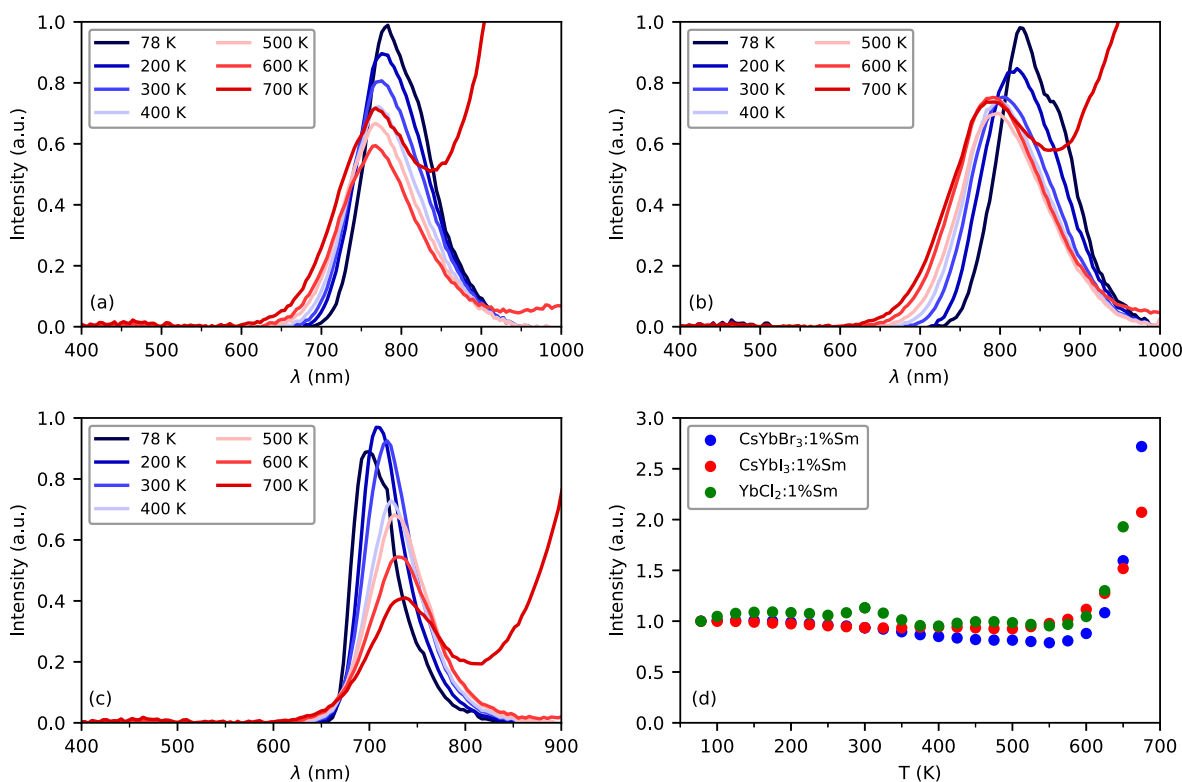 1.0
0.8
0.6
0.4
0.2
0.0
Intensity (a.u.)
78 K
200 K
300 K
400 K
500 K
600 K
700 K
(a)
400 500 600 700 800 900 1000
λ (nm)
1.0
0.8
0.6
0.4
0.2
0.0
Intensity (a.u.)
78 K
200 K
300 K
400 K
500 K
600 K
700 K
(b)
400 500 600 700 800 900 1000
λ (nm)
1.0
0.8
0.6
0.4
0.2
0.0
Intensity (a.u.)
78 K
200 K
300 K
400 K
500 K
600 K
700 K
(c)
400 500 600 700 800 900
λ (nm)
3.0
2.5
2.0
1.5
1.0
0.5
0.0
Intensity (a.u.)
CsYbBr₃:1%Sm
CsYbI₃:1%Sm
YbCl₂:1%Sm
(d)
100 200 300 400 500 600 700
T (K)